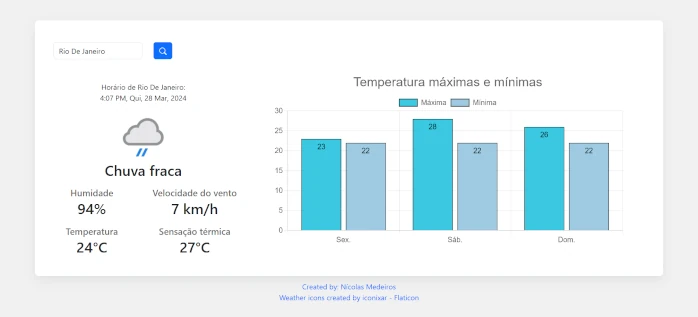 Rio De Janeiro
Horário de Rio De Janeiro:
4:07 PM, Qui, 28 Mar, 2024
Chuva fraca
Humidade Velocidade do vento
94% 7 km/h
Temperatura Sensação térmica
24°C 27°C
Temperatura máximas e mínimas
Máxima Mínima
30
25
20
15
10
5
0
23 22 28 22 26 22
Sex. Sáb. Dom.
Created by: Nícolas Medeiros
Weather icons created by iconixar - Flaticon